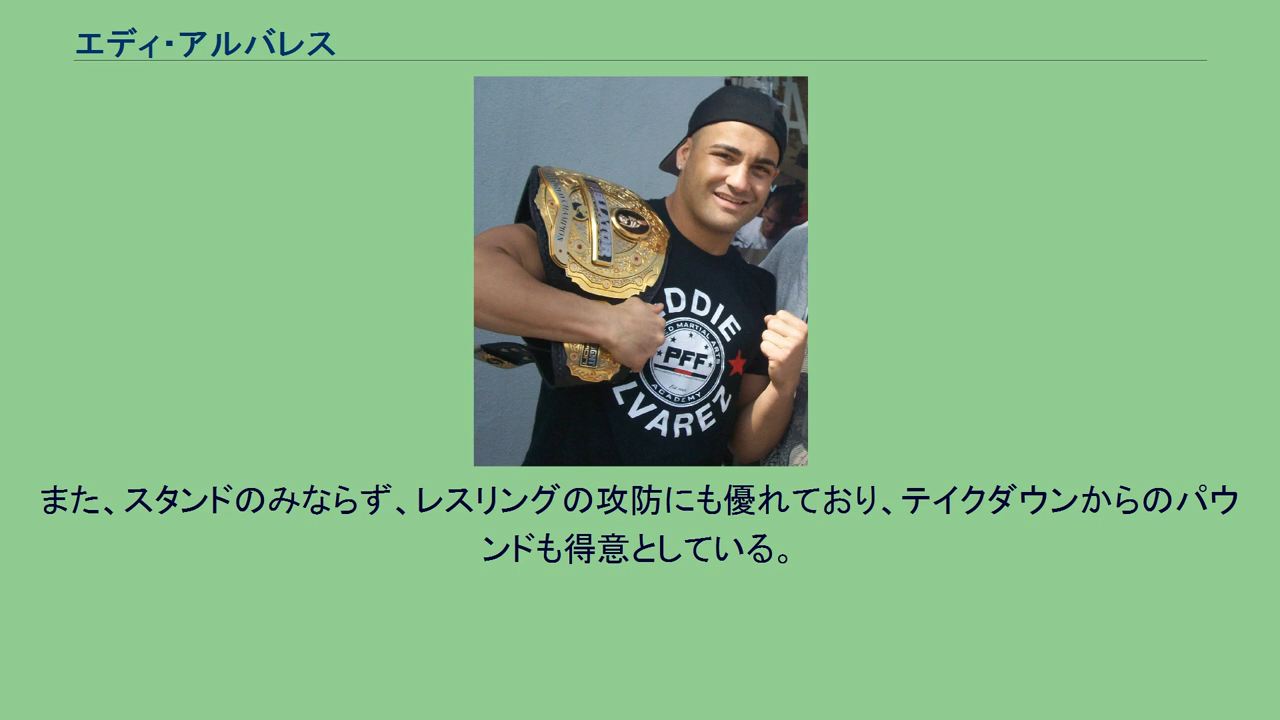 エディ・アルバレス
EDDIE
MARTIAL ARTS
PFF
ACADEMY
LVAREZ
また、スタンドのみならず、レスリングの攻防にも優れており、テイクダウンからのパウ
ンドも得意としている。